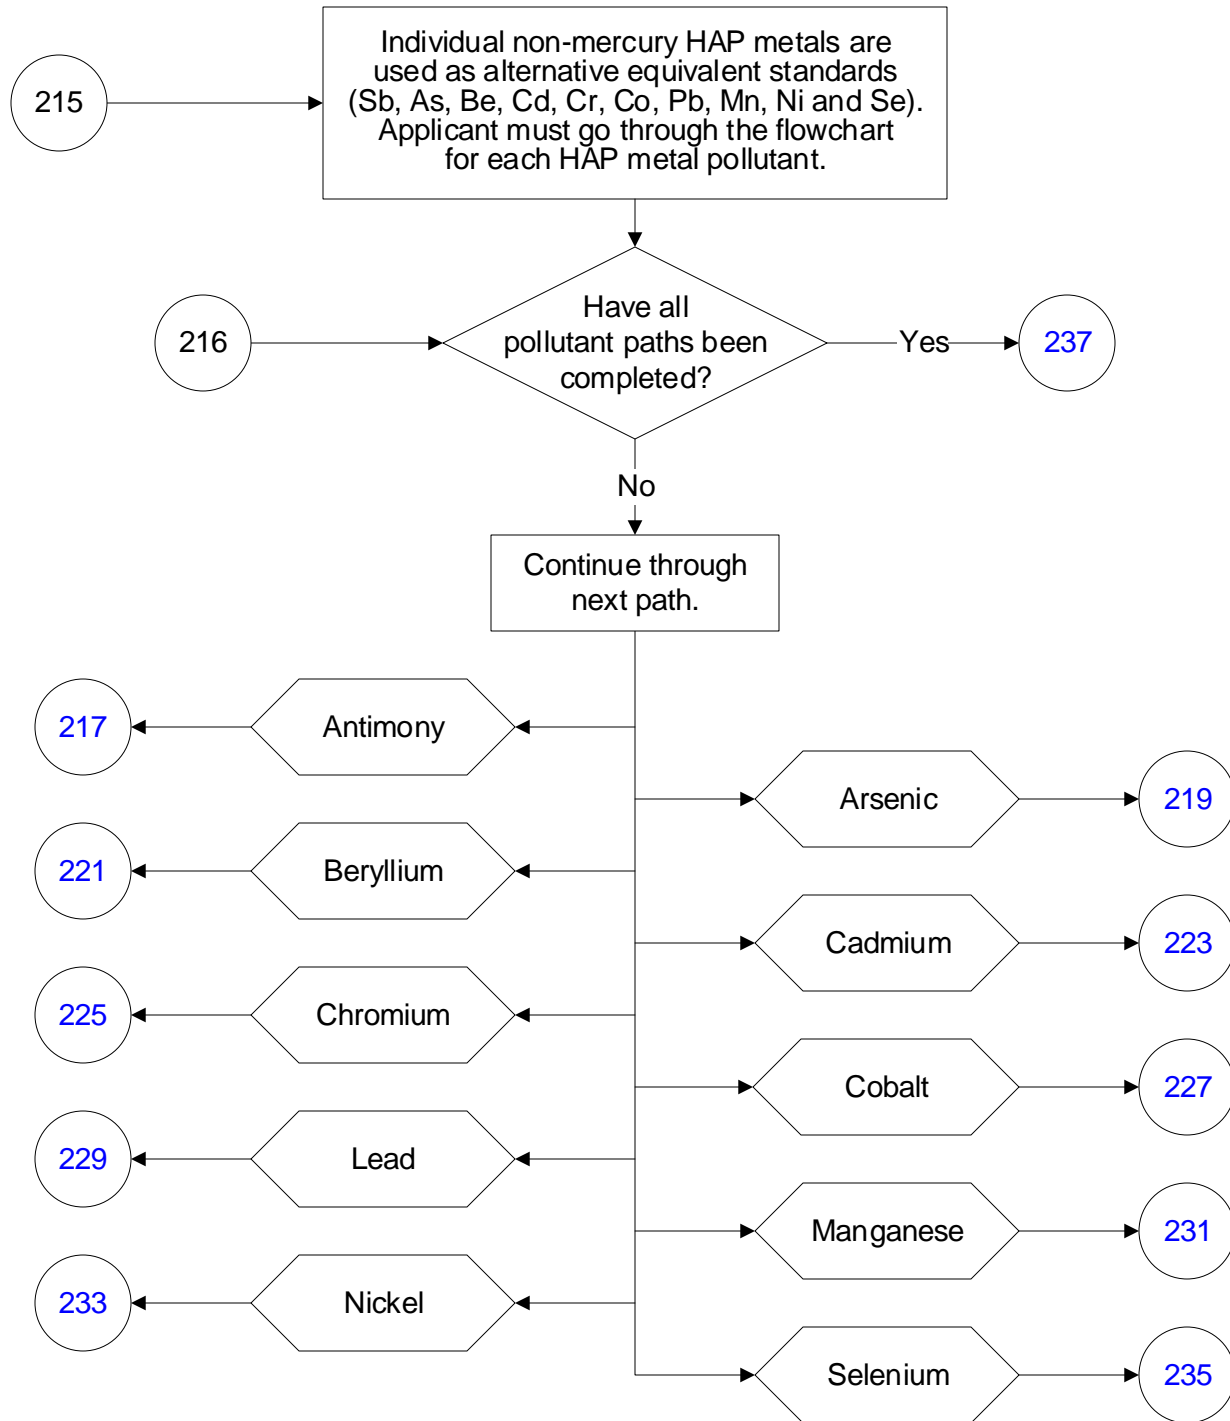 215
Individual non-mercury HAP metals are
used as alternative equivalent standards
(Sb, As, Be, Cd, Cr, Co, Pb, Mn, Ni and Se).
Applicant must go through the flowchart
for each HAP metal pollutant.
216
Have all
pollutant paths been
completed?
Yes
237
No
Continue through
next path.
217
Antimony
Arsenic
219
221
Beryllium
Cadmium
223
225
Chromium
Cobalt
227
229
Lead
Manganese
231
233
Nickel
Selenium
235